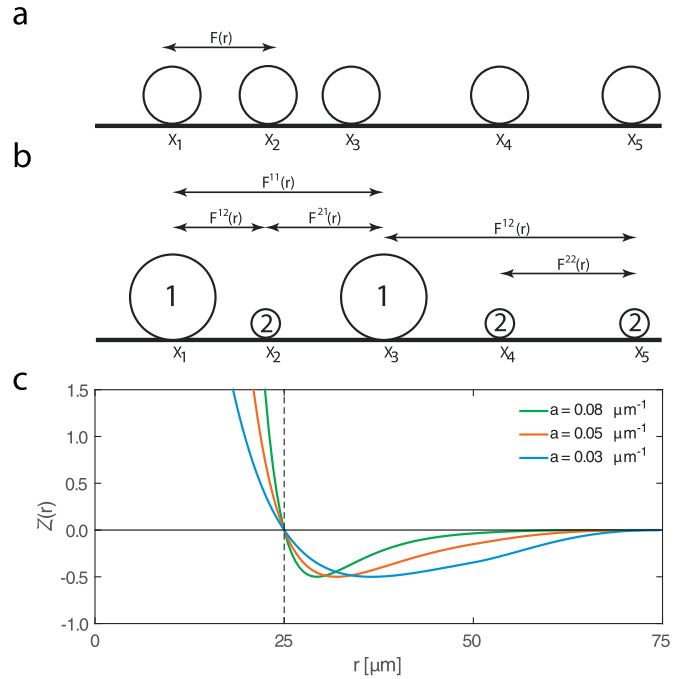 a
F(r)
X1 X2 X3 X4 X5
b
F11(r)
F12(r) F21(r) F12(r)
F22(r)
1 2 1 2 2
X1 X2 X3 X4 X5
c
1.5
1.0
0.5
0.0
-0.5
-1.0
Z(r)
a = 0.08 μm-1
a = 0.05 μm-1
a = 0.03 μm-1
0 25 50 75
r [μm]